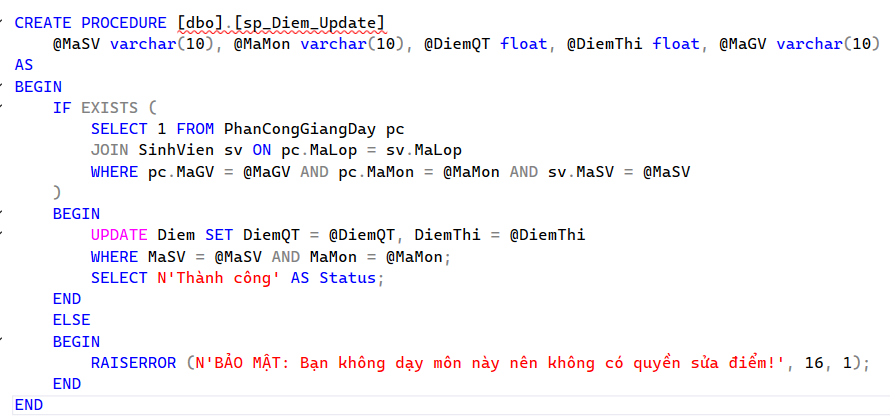 CREATE PROCEDURE [dbo].[sp_Diem_Update]
    @MaSV varchar(10), @MaMon varchar(10), @DiemQT float, @DiemThi float, @MaGV varchar(10)
AS
BEGIN
    IF EXISTS (
        SELECT 1 FROM PhanCongGiangDay pc
        JOIN SinhVien sv ON pc.MaLop = sv.MaLop
        WHERE pc.MaGV = @MaGV AND pc.MaMon = @MaMon AND sv.MaSV = @MaSV
    )
    BEGIN
        UPDATE Diem SET DiemQT = @DiemQT, DiemThi = @DiemThi
        WHERE MaSV = @MaSV AND MaMon = @MaMon;
        SELECT N'Thành công' AS Status;
    END
    ELSE
    BEGIN
        RAISERROR (N'BẢO MẬT: Bạn không dạy môn này nên không có quyền sửa điểm!', 16, 1);
    END
END